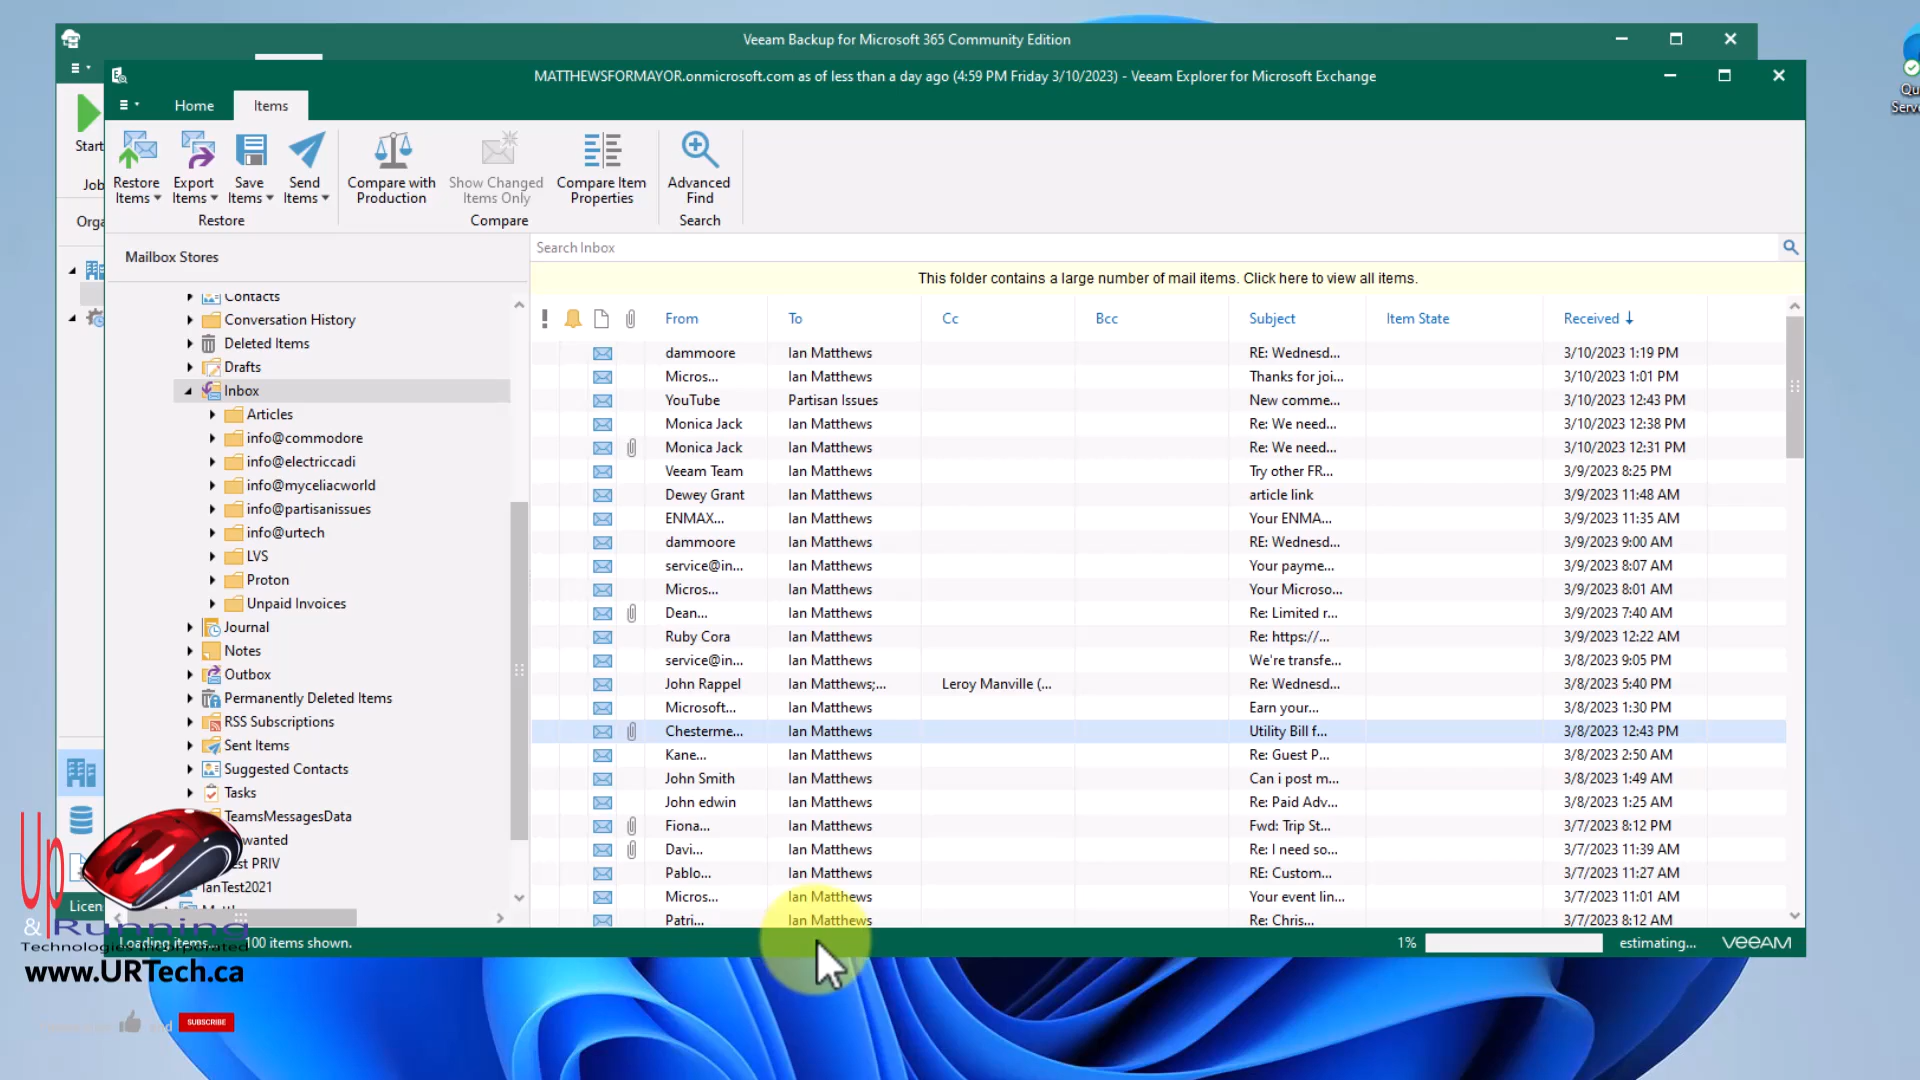 Veeam Backup for Microsoft 365 Community Edition
MATTHEWSFORMAYOR.onmicrosoft.com as of less than a day ago (4:59 PM Friday 3/10/2023) - Veeam Explorer for Microsoft Exchange
Home
Items
Start
Restore Items
Export Items
Save Items
Send Items
Restore
Compare with Production
Show Changed Items Only
Compare Item Properties
Compare
Advanced Find
Search
Mailbox Stores
Search Inbox
This folder contains a large number of mail items. Click here to view all items.
From To Cc Bcc Subject Item State Received
Contacts
Conversation History
Deleted Items
Drafts
Inbox
Articles
info@commodore
info@electriccadi
info@myceliacworld
info@partisanissues
info@urtech
LVS
Proton
Unpaid Invoices
Journal
Notes
Outbox
Permanently Deleted Items
RSS Subscriptions
Sent Items
Suggested Contacts
Tasks
TeamsMessagesData
wanted
PRIV
IanTest2021
dammoore Ian Matthews RE: Wednesd... 3/10/2023 1:19 PM
Micros... Ian Matthews Thanks for joi... 3/10/2023 1:01 PM
YouTube Partisan Issues New comme... 3/10/2023 12:43 PM
Monica Jack Ian Matthews Re: We need... 3/10/2023 12:38 PM
Monica Jack Ian Matthews Re: We need... 3/10/2023 12:31 PM
Veeam Team Ian Matthews Try other FR... 3/9/2023 8:25 PM
Dewey Grant Ian Matthews article link 3/9/2023 11:48 AM
ENMAX... Ian Matthews Your ENMA... 3/9/2023 11:35 AM
dammoore Ian Matthews RE: Wednesd... 3/9/2023 9:00 AM
service@in... Ian Matthews Your payme... 3/9/2023 8:07 AM
Micros... Ian Matthews Your Microso... 3/9/2023 8:01 AM
Dean... Ian Matthews Re: Limited r... 3/9/2023 7:40 AM
Ruby Cora Ian Matthews Re: https://... 3/9/2023 12:22 AM
service@in... Ian Matthews We're transfe... 3/8/2023 9:05 PM
John Rappel Ian Matthews;... Leroy Manville (... Re: Wednesd... 3/8/2023 5:40 PM
Microsoft... Ian Matthews Earn your... 3/8/2023 1:30 PM
Chesterme... Ian Matthews Utility Bill f... 3/8/2023 12:43 PM
Kane... Ian Matthews Re: Guest P... 3/8/2023 2:50 AM
John Smith Ian Matthews Can i post m... 3/8/2023 1:49 AM
John edwin Ian Matthews Re: Paid Adv... 3/8/2023 1:25 AM
Fiona... Ian Matthews Fwd: Trip St... 3/7/2023 8:12 PM
Davi... Ian Matthews Re: I need so... 3/7/2023 11:39 AM
Pablo... Ian Matthews RE: Custom... 3/7/2023 11:27 AM
Micros... Ian Matthews Your event lin... 3/7/2023 11:01 AM
Patri... Ian Matthews Re: Chris... 3/7/2023 8:12 AM
Loading items... 100 items shown.
1% estimating... veeam
Up & Running
Technologies Incorporated
www.URTech.ca
SUBSCRIBE